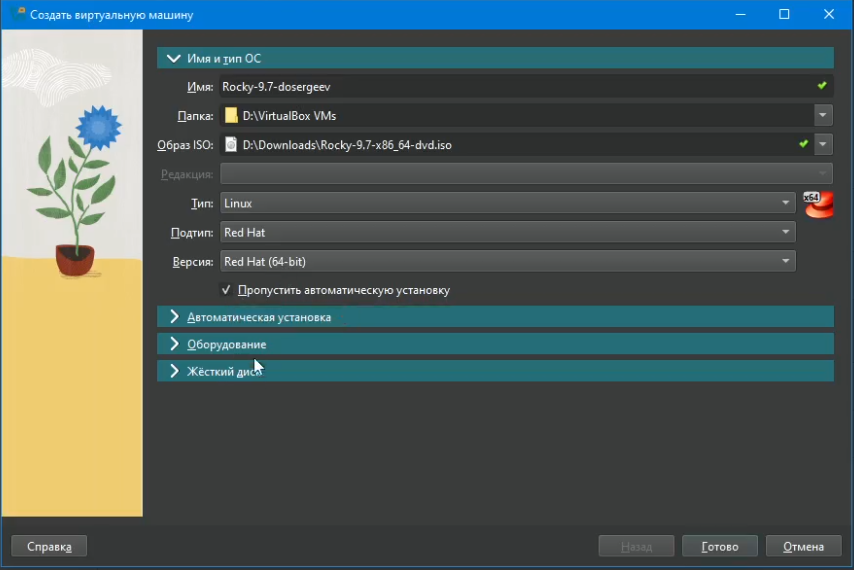 Создать виртуальную машину
Имя и тип ОС
Имя: Rocky-9.7-dosergeev
Папка: D:\VirtualBox VMs
Образ ISO: D:\Downloads\Rocky-9.7-x86_64-dvd.iso
Редакция:
Тип: Linux
x64
Подтип: Red Hat
Версия: Red Hat (64-bit)
Пропустить автоматическую установку
Автоматическая установка
Оборудование
Жёсткий диск
Справка Назад Готово Отмена